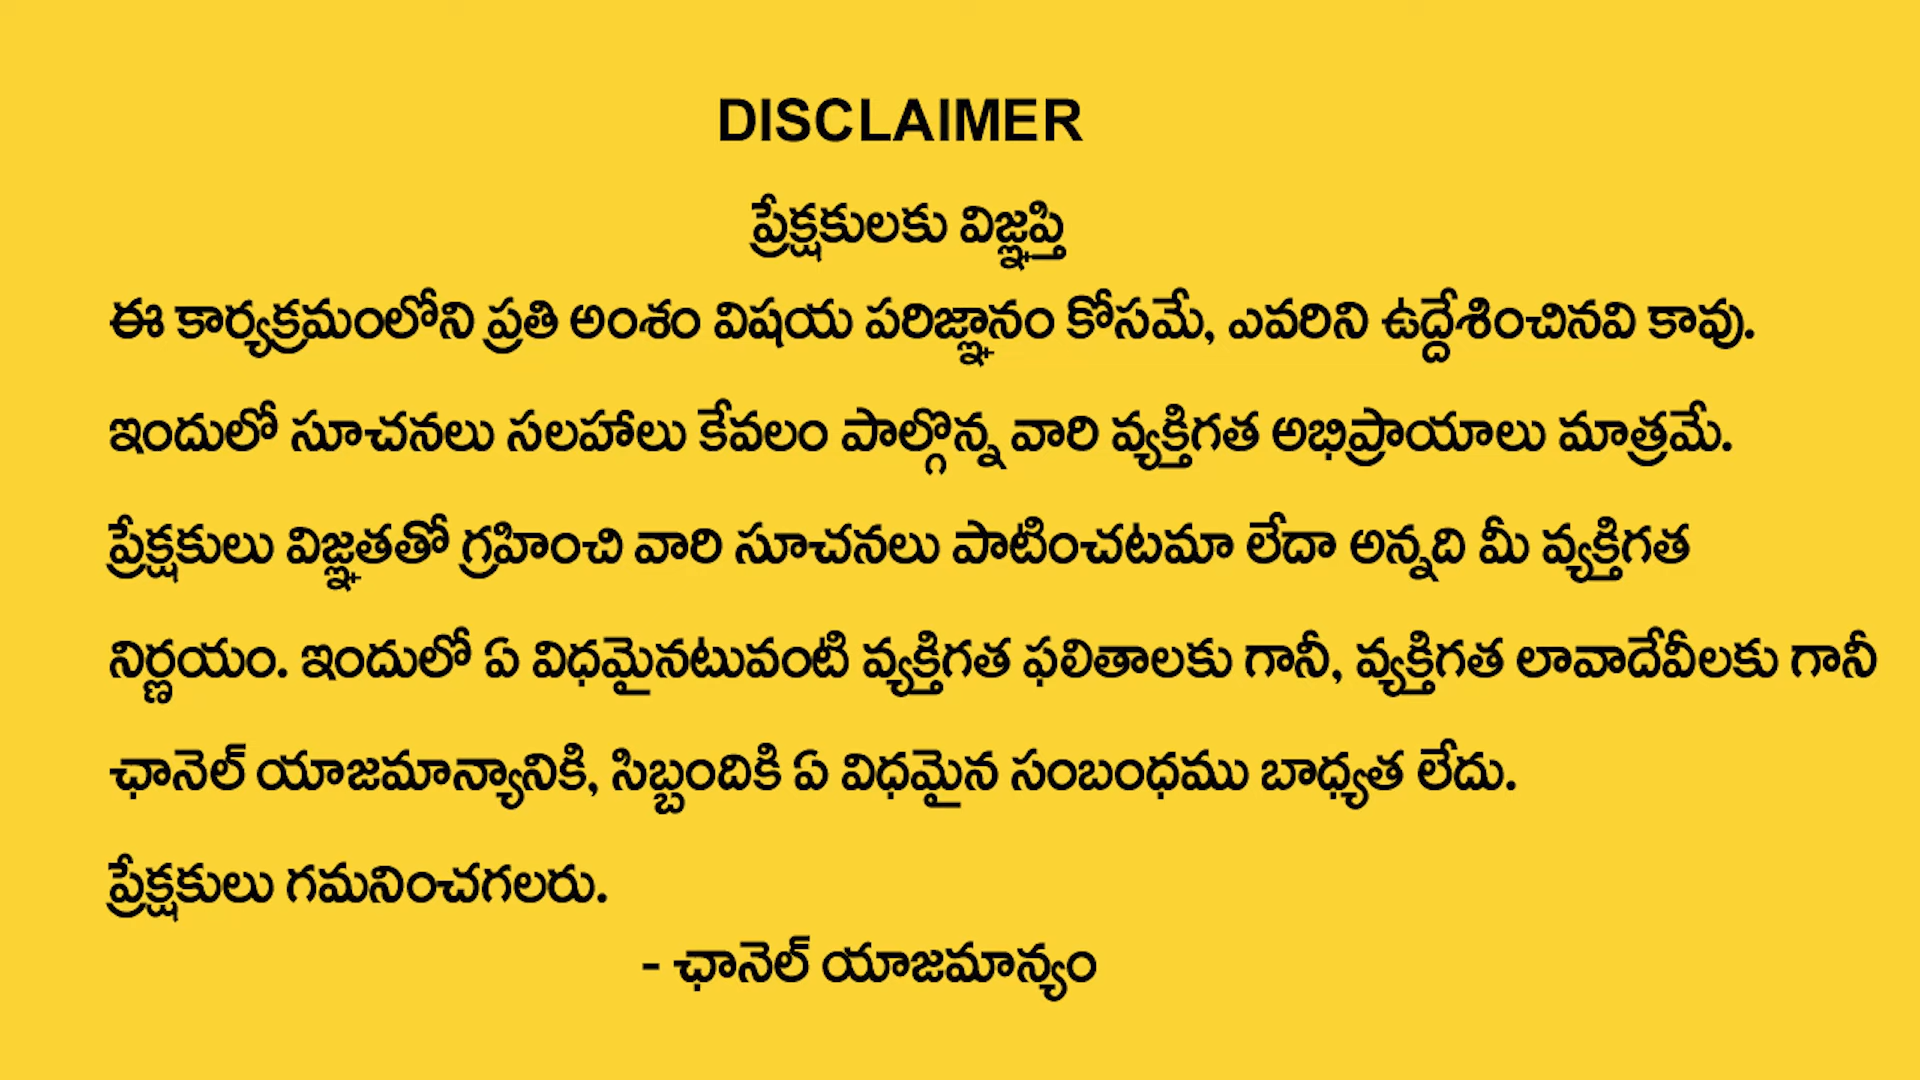 DISCLAIMER
ప్రేక్షకులకు విజ్ఞప్తి
ఈ కార్యక్రమంలోని ప్రతి అంశం విషయ పరిజ్ఞానం కోసమే, ఎవరిని ఉద్దేశించినవి కావు.
ఇందులో సూచనలు సలహాలు కేవలం పాల్గొన్న వారి వ్యక్తిగత అభిప్రాయాలు మాత్రమే.
ప్రేక్షకులు విజ్ఞతతో గ్రహించి వారి సూచనలు పాటించటమా లేదా అన్నది మీ వ్యక్తిగత
నిర్ణయం. ఇందులో ఏ విధమైనటువంటి వ్యక్తిగత ఫలితాలకు గానీ, వ్యక్తిగత లావాదేవీలకు గానీ
ఛానెల్ యాజమాన్యానికి, సిబ్బందికి ఏ విధమైన సంబంధము బాధ్యత లేదు.
ప్రేక్షకులు గమనించగలరు.
- ఛానెల్ యాజమాన్యం